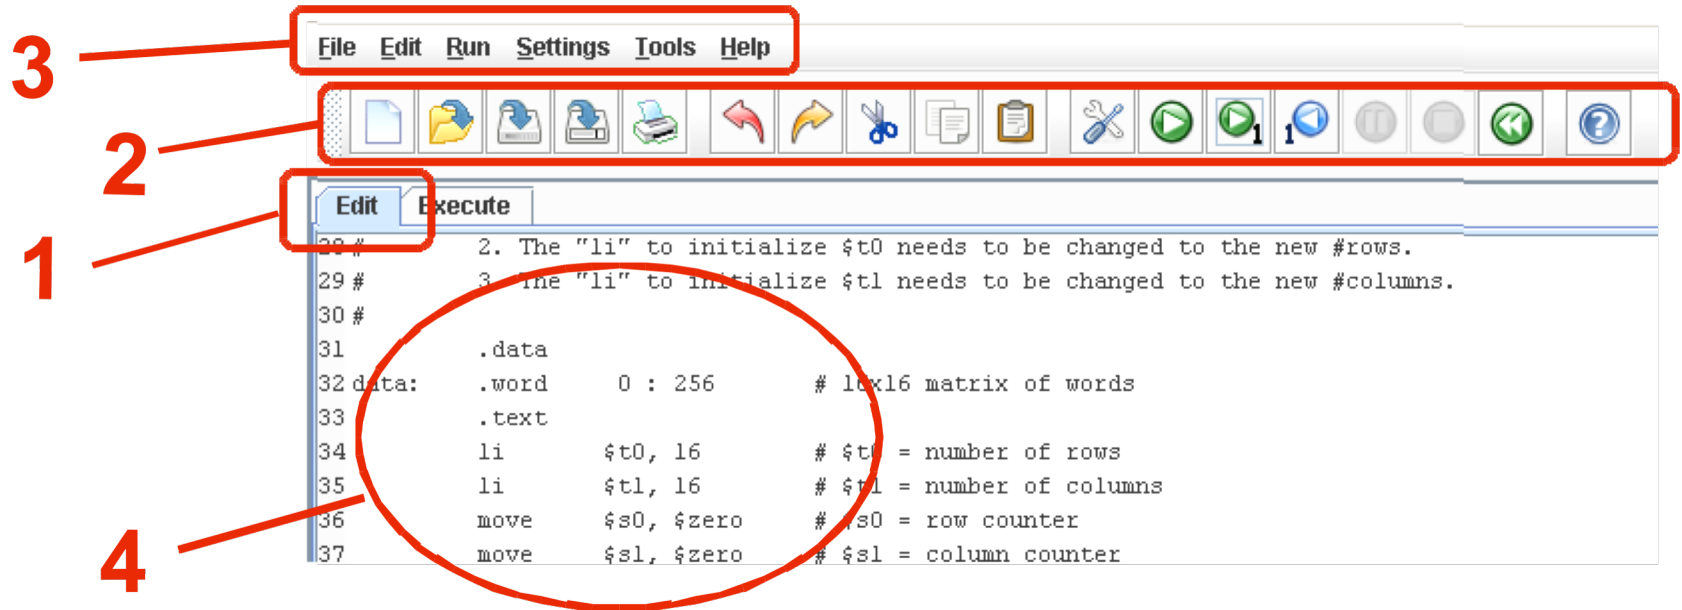 3
File Edit Run Settings Tools Help
2
1 1
1
Edit Execute
28 # 2. The "li" to initialize $t0 needs to be changed to the new #rows.
29 # 3. The "li" to initialize $t1 needs to be changed to the new #columns.
30 #
31 .data
32 data: .word 0 : 256 # 16x16 matrix of words
33 .text
34 li $t0, 16 # $t0 = number of rows
35 li $t1, 16 # $t1 = number of columns
36 move $s0, $zero # $s0 = row counter
37 move $s1, $zero # $s1 = column counter
4